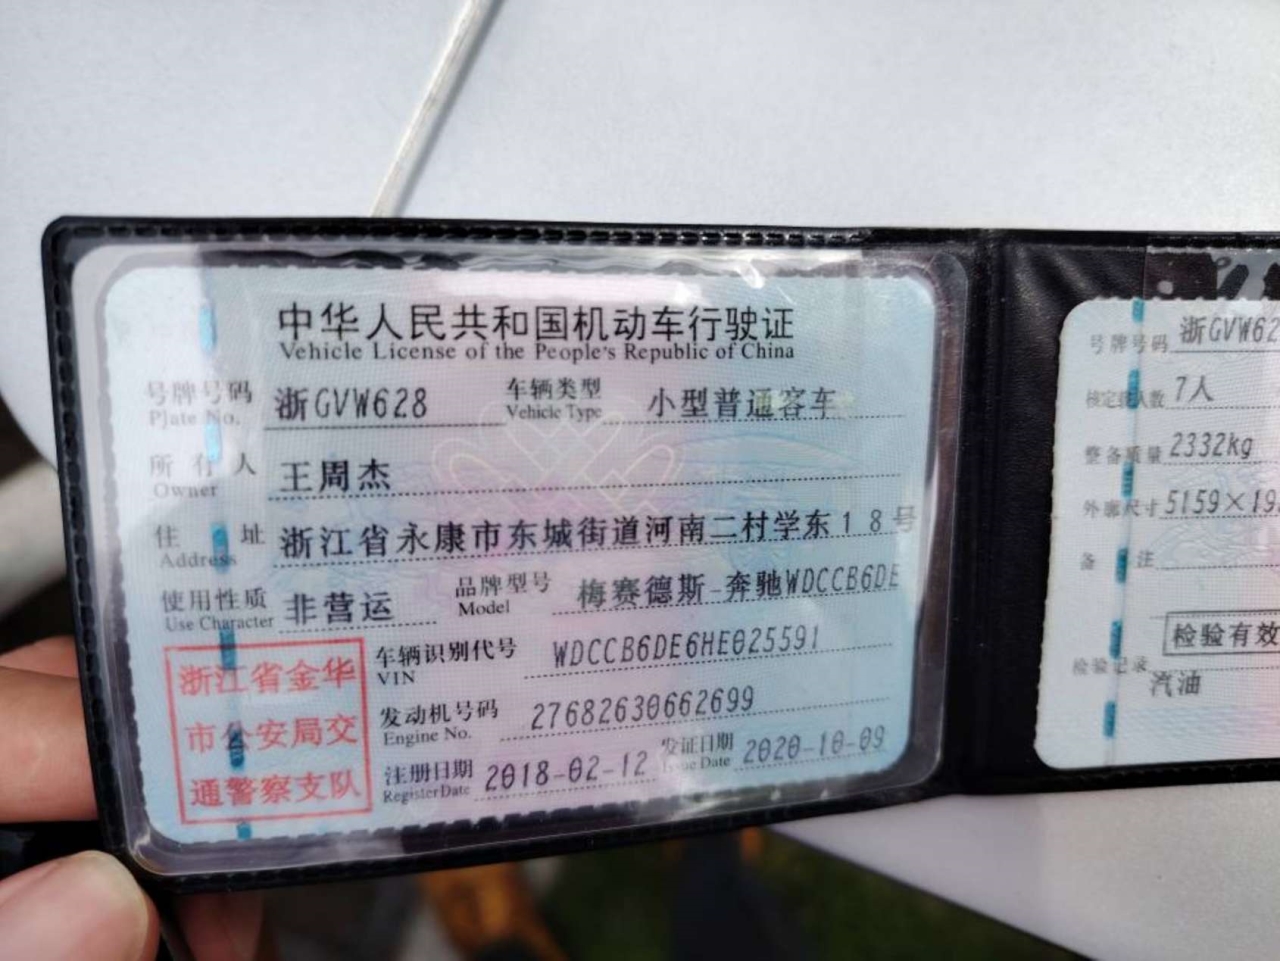 中华人民共和国机动车行驶证
Vehicle License of the People's Republic of China
号牌号码 浙GVW628 车辆类型 小型普通客车
Plate No. Vehicle Type
所有人 王周杰
Owner
住址 浙江省永康市东城街道河南二村学东18号
Address
使用性质 非营运 品牌型号 梅赛德斯-奔驰WDCCB6DE
Use Character Model
浙江省金华
市公安局交
通警察支队
车辆识别代号 WDCCB6DE6HE025591
VIN
发动机号码 27682630662699
Engine No.
注册日期 2018-02-12 发证日期 2020-10-09
Register Date Issue Date
号牌号码 浙GVW62
核定载人数 7人
整备质量 2332kg
外廓尺寸 5159×19
备注
检验有效
检验记录
汽油